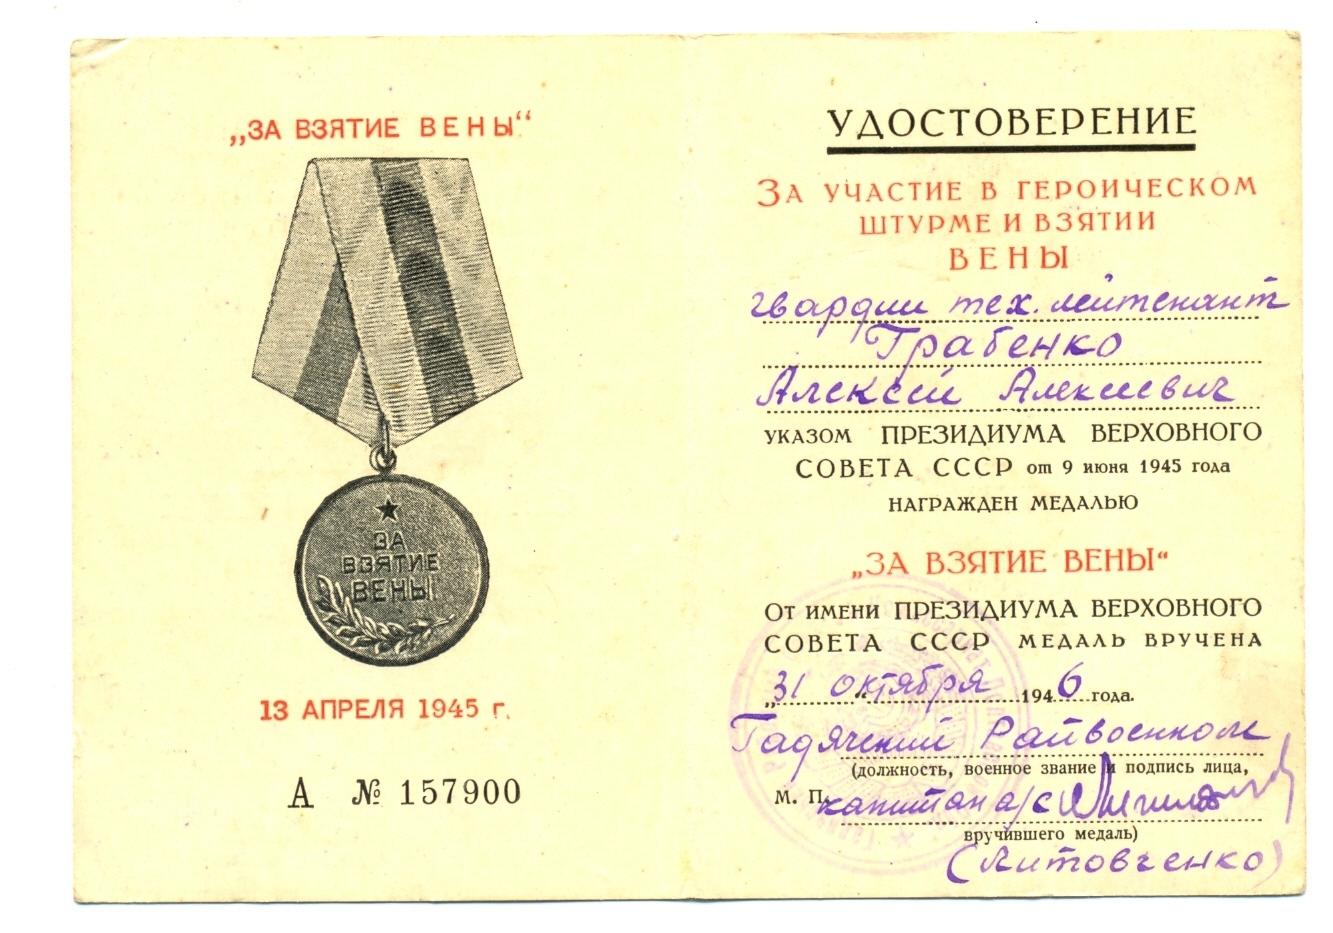 „ЗА ВЗЯТИЕ ВЕНЫ“
ЗА
ВЗЯТИЕ
ВЕНЫ
13 АПРЕЛЯ 1945 г.
А № 157900
УДОСТОВЕРЕНИЕ
ЗА УЧАСТИЕ В ГЕРОИЧЕСКОМ
ШТУРМЕ И ВЗЯТИИ
ВЕНЫ
гвардии тех. лейтенант
Грабенко
Алексей Алексеевич
УКАЗОМ ПРЕЗИДИУМА ВЕРХОВНОГО
СОВЕТА СССР от 9 июня 1945 года
НАГРАЖДЕН МЕДАЛЬЮ
„ЗА ВЗЯТИЕ ВЕНЫ“
ОТ ИМЕНИ ПРЕЗИДИУМА ВЕРХОВНОГО
СОВЕТА СССР МЕДАЛЬ ВРУЧЕНА
„31“ октября 1946 года.
Гадячский Райвоенком
(должность, военное звание и подпись лица,
М. П. капитан а/с
вручившего медаль)
(Литовченко)